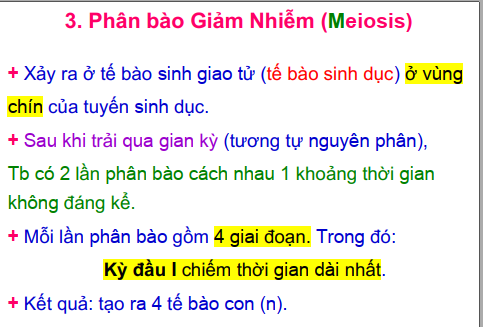 3. Phân bào Giảm Nhiễm (Meiosis)
+ Xảy ra ở tế bào sinh giao tử (tế bào sinh dục) ở vùng
chín của tuyến sinh dục.
+ Sau khi trải qua gian kỳ (tương tự nguyên phân),
Tb có 2 lần phân bào cách nhau 1 khoảng thời gian
không đáng kể.
+ Mỗi lần phân bào gồm 4 giai đoạn. Trong đó:
Kỳ đầu I chiếm thời gian dài nhất.
+ Kết quả: tạo ra 4 tế bào con (n).